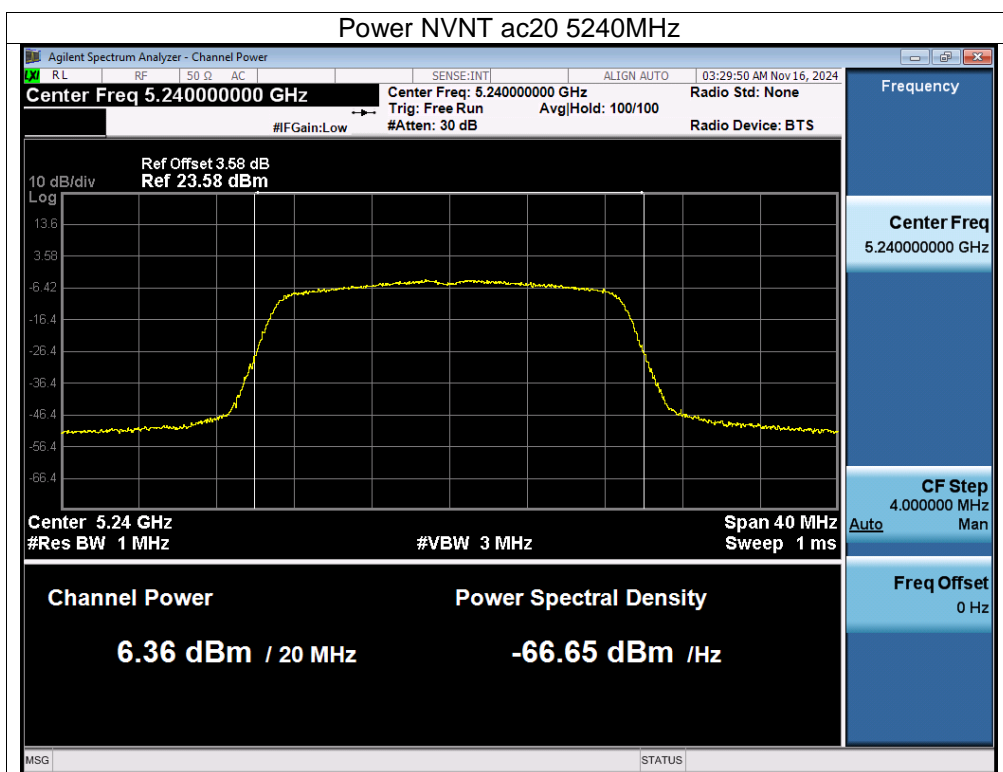 Power NVNT ac20 5240MHz
Agilent Spectrum Analyzer - Channel Power
LXI RL RF 50 Ω AC SENSE:INT ALIGN AUTO 03:29:50 AM Nov 16, 2024
Center Freq 5.240000000 GHz Center Freq: 5.240000000 GHz Radio Std: None
Trig: Free Run Avg|Hold: 100/100
#IFGain:Low #Atten: 30 dB Radio Device: BTS
Ref Offset 3.58 dB
10 dB/div Ref 23.58 dBm
Log
13.6
3.58
-6.42
-16.4
-26.4
-36.4
-46.4
-56.4
-66.4
Center 5.24 GHz Span 40 MHz
#Res BW 1 MHz #VBW 3 MHz Sweep 1 ms
Channel Power Power Spectral Density
6.36 dBm / 20 MHz -66.65 dBm /Hz
Frequency
Center Freq
5.240000000 GHz
CF Step
4.000000 MHz
Auto Man
Freq Offset
0 Hz
MSG STATUS